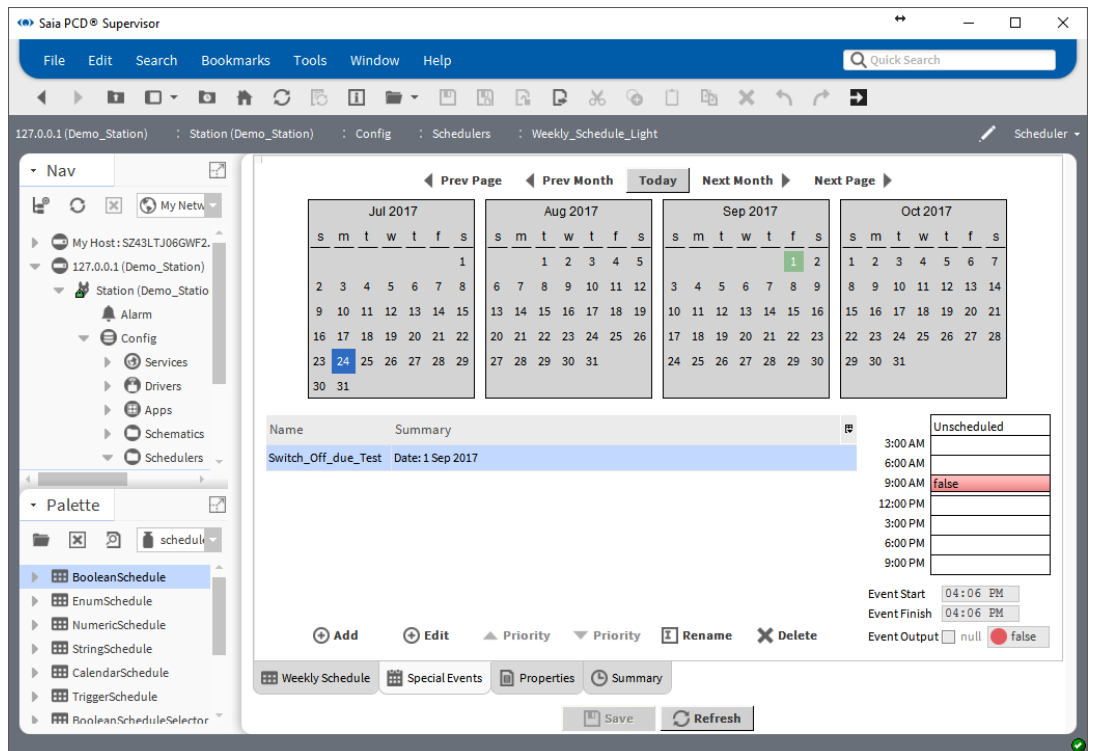 Saia PCD® Supervisor
File Edit Search Bookmarks Tools Window Help
Quick Search
127.0.0.1 (Demo_Station) : Station (Demo_Station) : Config : Schedulers : Weekly_Schedule_Light
Scheduler
Nav
My Netw
My Host : SZ43LTJ06GWF2.
127.0.0.1 (Demo_Station)
Station (Demo_Statio
Alarm
Config
Services
Drivers
Apps
Schematics
Schedulers
Palette
schedule
BooleanSchedule
EnumSchedule
NumericSchedule
StringSchedule
CalendarSchedule
TriggerSchedule
BooleanScheduleSelector
Prev Page Prev Month Today Next Month Next Page
Jul 2017
s m t w t f s
1
2 3 4 5 6 7 8
9 10 11 12 13 14 15
16 17 18 19 20 21 22
23 24 25 26 27 28 29
30 31
Aug 2017
s m t w t f s
1 2 3 4 5
6 7 8 9 10 11 12
13 14 15 16 17 18 19
20 21 22 23 24 25 26
27 28 29 30 31
Sep 2017
s m t w t f s
1 2
3 4 5 6 7 8 9
10 11 12 13 14 15 16
17 18 19 20 21 22 23
24 25 26 27 28 29 30
Oct 2017
s m t w t f s
1 2 3 4 5 6 7
8 9 10 11 12 13 14
15 16 17 18 19 20 21
22 23 24 25 26 27 28
29 30 31
Name Summary
Switch_Off_due_Test Date: 1 Sep 2017
Unscheduled
3:00 AM
6:00 AM
9:00 AM false
12:00 PM
3:00 PM
6:00 PM
9:00 PM
Event Start 04:06 PM
Event Finish 04:06 PM
Event Output null false
Add Edit Priority Priority Rename Delete
Weekly Schedule Special Events Properties Summary
Save Refresh